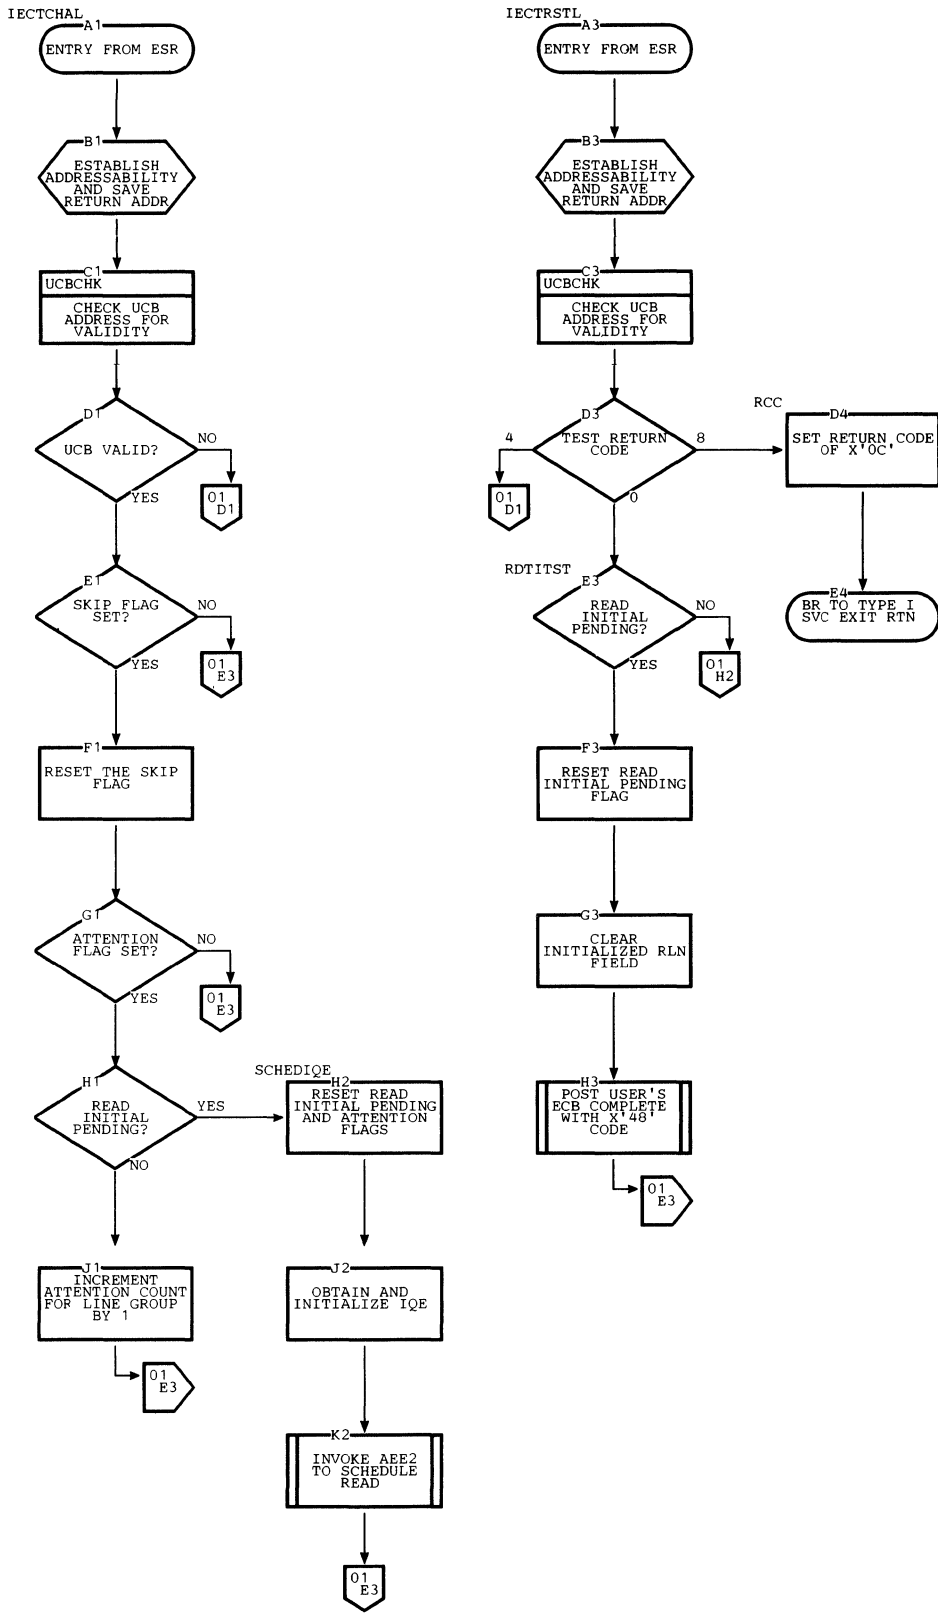 IECTCHAL
A1
ENTRY FROM ESR
B1
ESTABLISH
ADDRESSABILITY
AND SAVE
RETURN ADDR
C1
UCBCHK
CHECK UCB
ADDRESS FOR
VALIDITY
D1
UCB VALID?
NO
01
D1
YES
E1
SKIP FLAG
SET?
NO
01
E3
YES
F1
RESET THE SKIP
FLAG
G1
ATTENTION
FLAG SET?
NO
01
E3
YES
H1
READ
INITIAL
PENDING?
YES
NO
SCHEDIQE
H2
RESET READ
INITIAL PENDING
AND ATTENTION
FLAGS
J1
INCREMENT
ATTENTION COUNT
FOR LINE GROUP
BY 1
01
E3
J2
OBTAIN AND
INITIALIZE IQE
K2
INVOKE AEE2
TO SCHEDULE
READ
01
E3
IECTRSTL
A3
ENTRY FROM ESR
B3
ESTABLISH
ADDRESSABILITY
AND SAVE
RETURN ADDR
C3
UCBCHK
CHECK UCB
ADDRESS FOR
VALIDITY
D3
TEST RETURN
CODE
4
01
D1
8
0
RCC
D4
SET RETURN CODE
OF X'0C'
E4
BR TO TYPE I
SVC EXIT RTN
RDTITST
E3
READ
INITIAL
PENDING?
NO
01
H2
YES
F3
RESET READ
INITIAL PENDING
FLAG
G3
CLEAR
INITIALIZED RLN
FIELD
H3
POST USER'S
ECB COMPLETE
WITH X'48'
CODE
01
E3